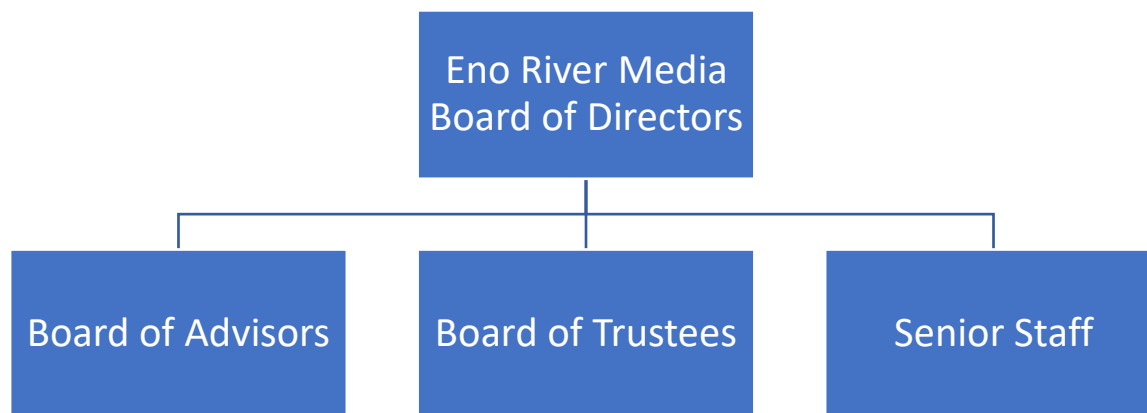 Eno River Media
Board of Directors
Board of Advisors
Board of Trustees
Senior Staff